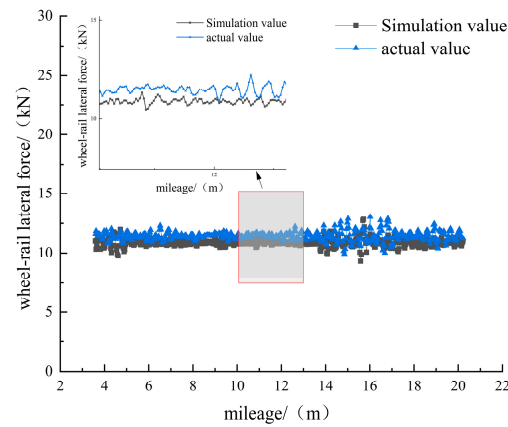 30
25
20
15
10
5
0
2
4
6
8
10
12
14
16
18
20
22
wheel-rail lateral force/（kN）
mileage/（m）
Simulation value
actual value
15
10
12
wheel-rail lateral force/（kN）
mileage/（m）
Simulation value
actual value